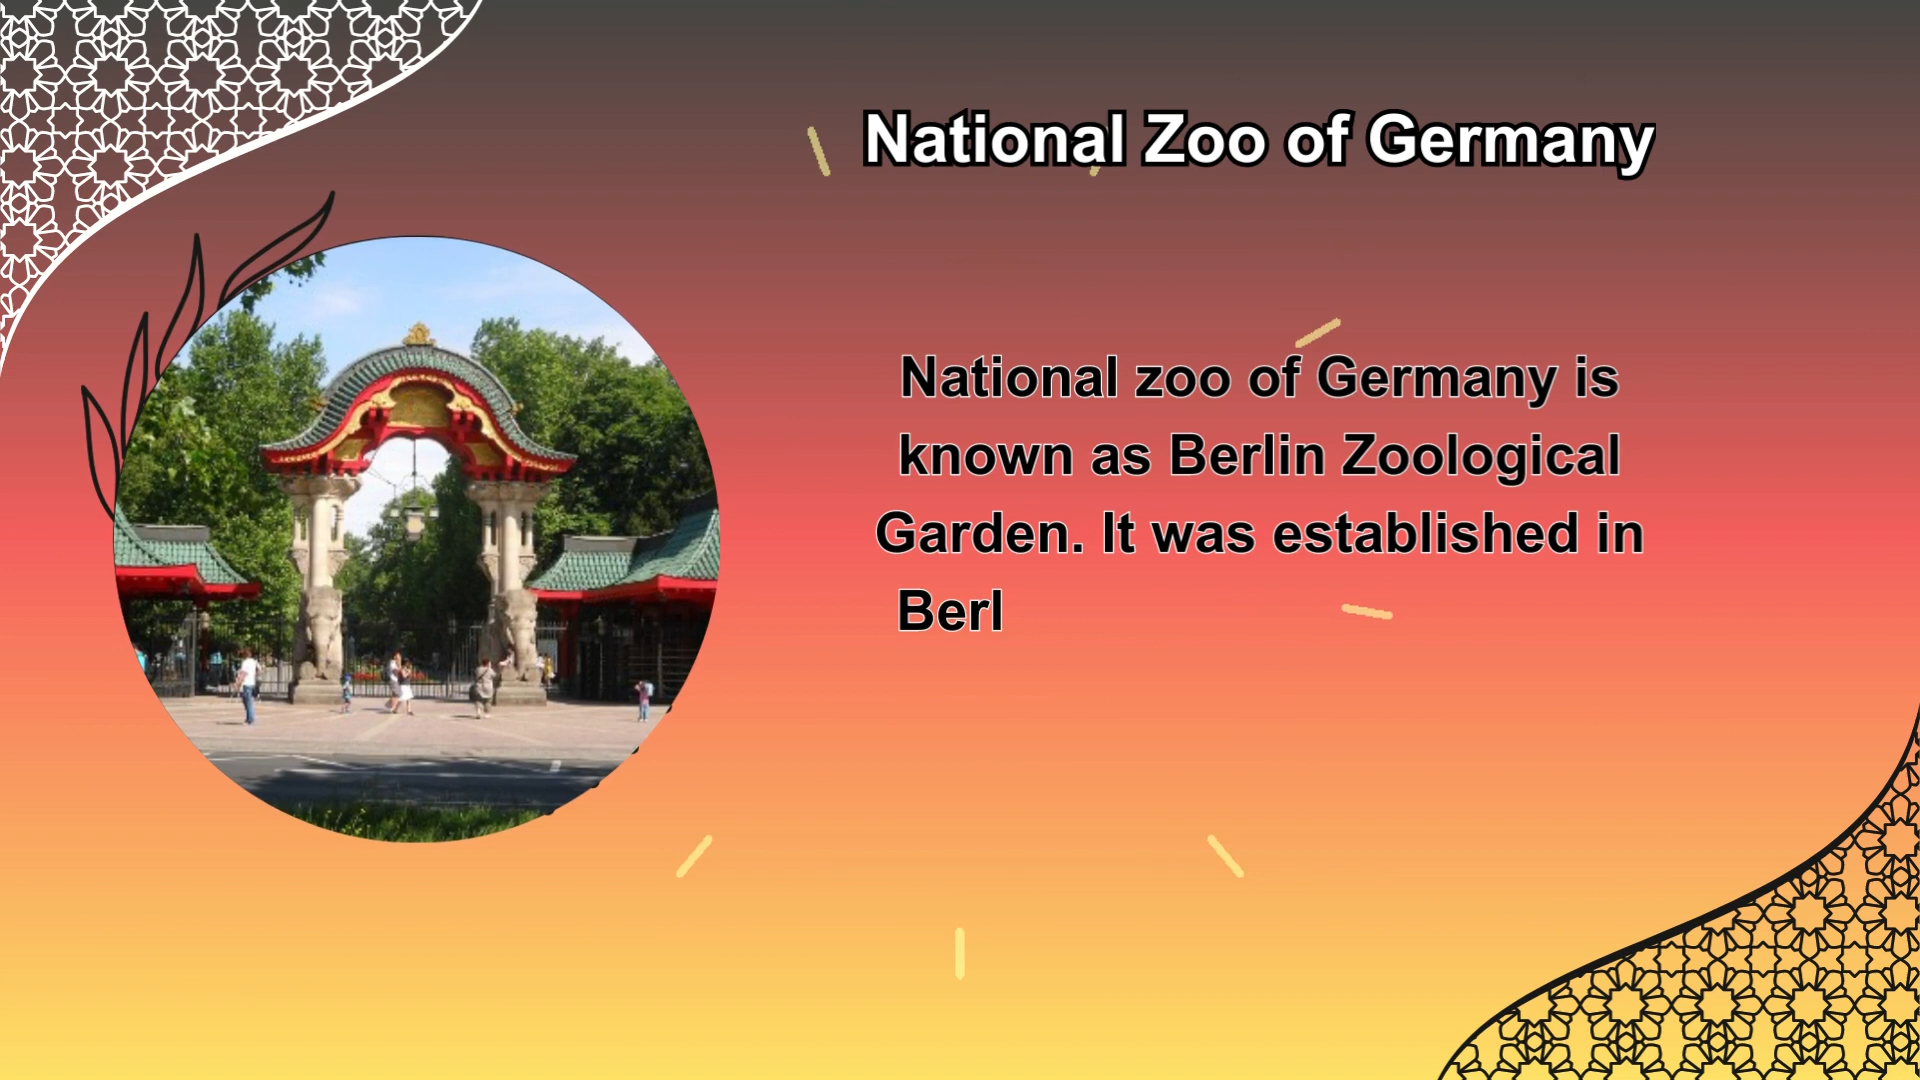 National Zoo of Germany
National zoo of Germany is
known as Berlin Zoological
Garden. It was established in
Berl